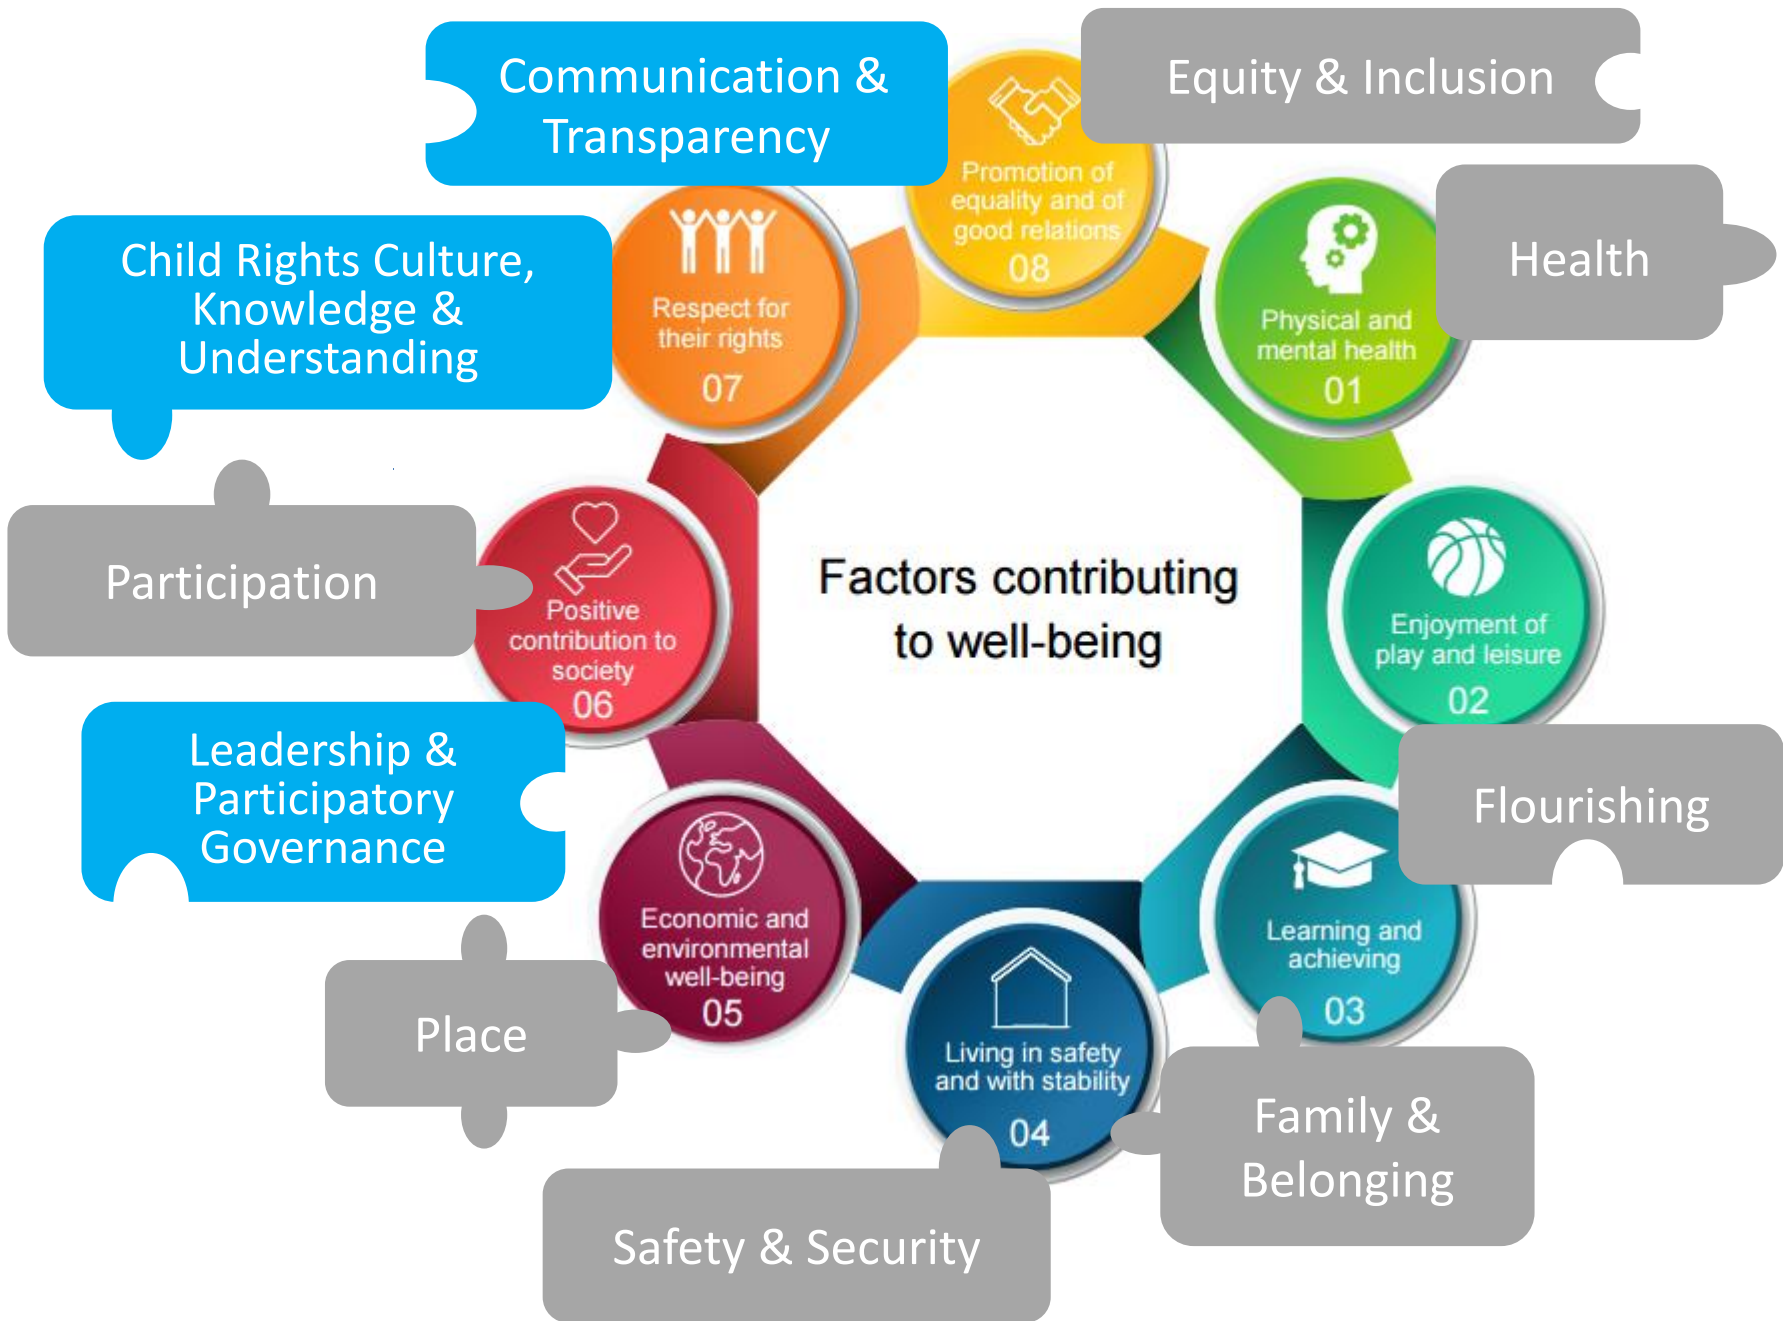 Communication &
Transparency
Equity & Inclusion
Promotion of
equality and of
good relations
08
Health
Physical and
mental health
01
Child Rights Culture,
Knowledge &
Understanding
Respect for
their rights
07
Participation
Positive
contribution to
society
06
Factors contributing
to well-being
Enjoyment of
play and leisure
02
Leadership &
Participatory
Governance
Flourishing
Economic and
environmental
well-being
05
Learning and
achieving
03
Place
Living in safety
and with stability
04
Family &
Belonging
Safety & Security